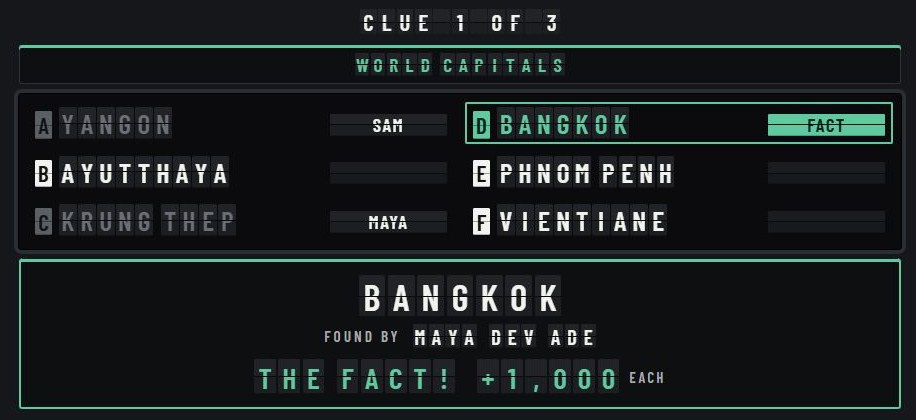 CLUE 1 OF 3
WORLD CAPITALS
A YANGON SAM
B AYUTTHAYA
C KRUNG THEP MAYA
D BANGKOK FACT
E PHNOM PENH
F VIENTIANE
BANGKOK
FOUND BY MAYA DEV ADE
THE FACT! +1,000 EACH